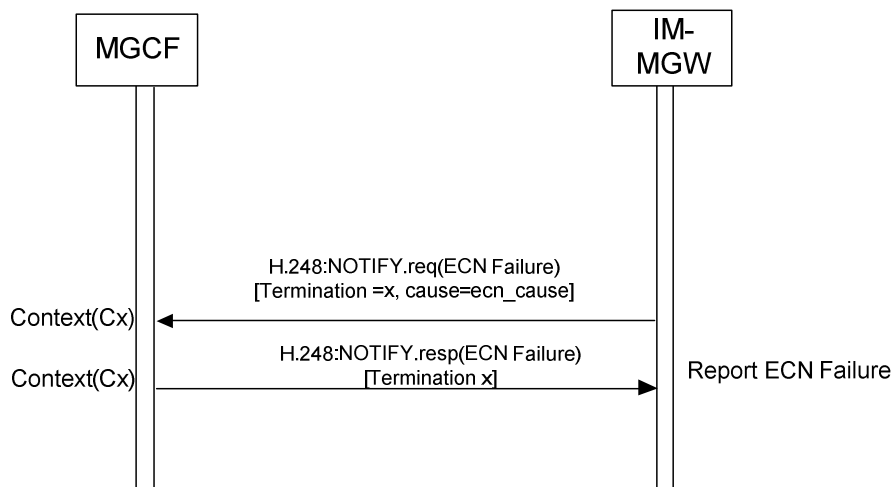 MGCF
IM-
MGW
H.248:NOTIFY.req(ECN Failure)
[Termination =x, cause=ecn_cause]
Context(Cx)
H.248:NOTIFY.resp(ECN Failure)
[Termination x]
Context(Cx)
Report ECN Failure